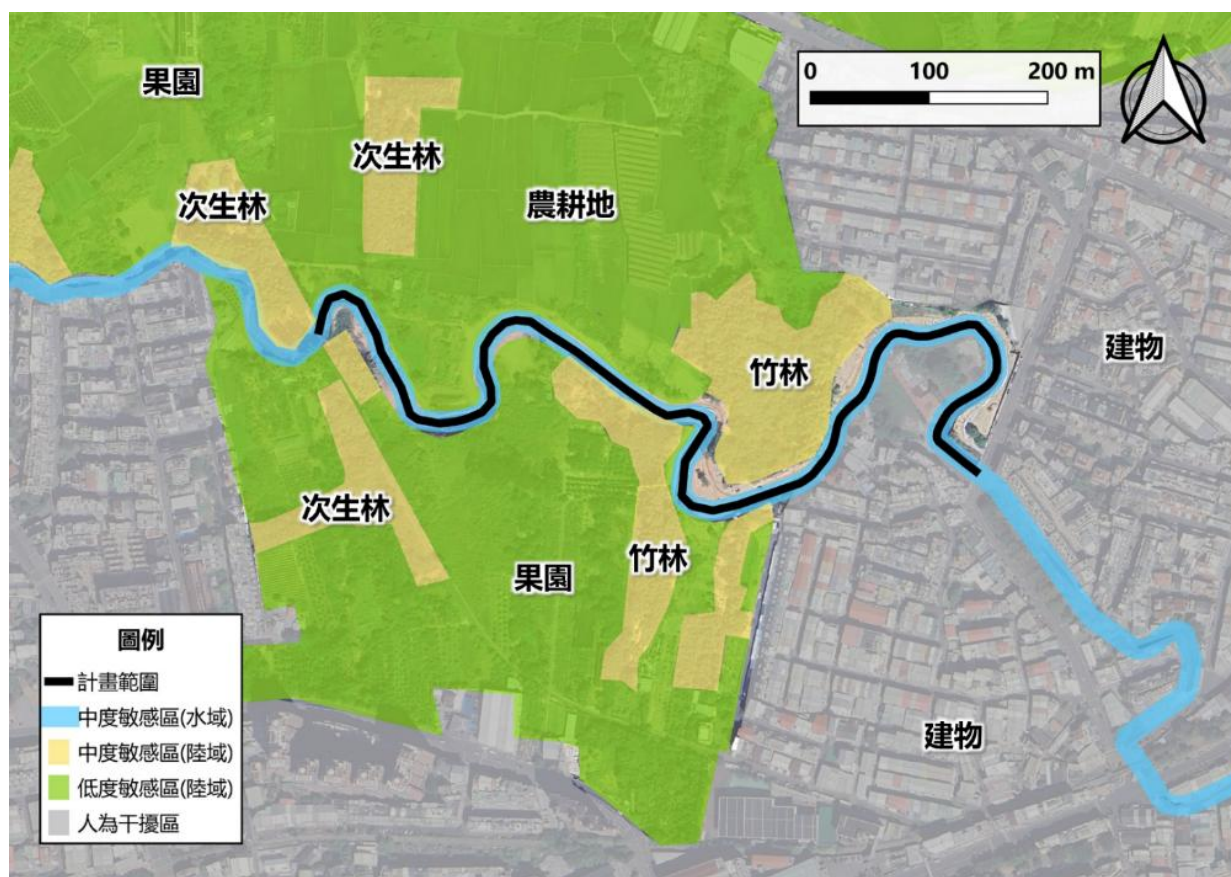 果園
0 100 200 m
次生林
次生林
農耕地
建物
竹林
次生林
果園
竹林
建物
圖例
計畫範圍
中度敏感區(水域)
中度敏感區(陸域)
低度敏感區(陸域)
人為干擾區